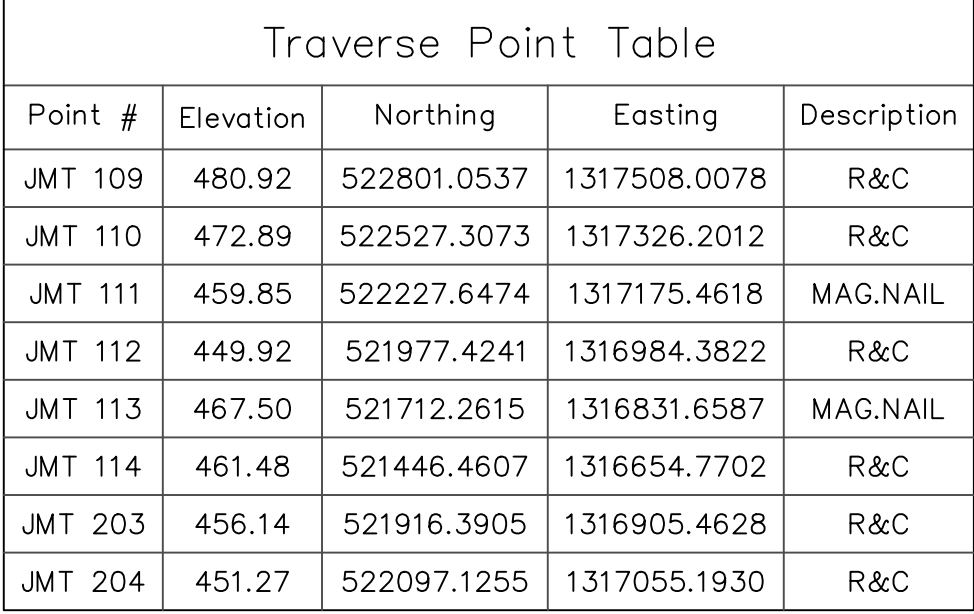 Traverse Point Table
Point # Elevation Northing Easting Description
JMT 109 480.92 522801.0537 1317508.0078 R&C
JMT 110 472.89 522527.3073 1317326.2012 R&C
JMT 111 459.85 522227.6474 1317175.4618 MAG.NAIL
JMT 112 449.92 521977.4241 1316984.3822 R&C
JMT 113 467.50 521712.2615 1316831.6587 MAG.NAIL
JMT 114 461.48 521446.4607 1316654.7702 R&C
JMT 203 456.14 521916.3905 1316905.4628 R&C
JMT 204 451.27 522097.1255 1317055.1930 R&C